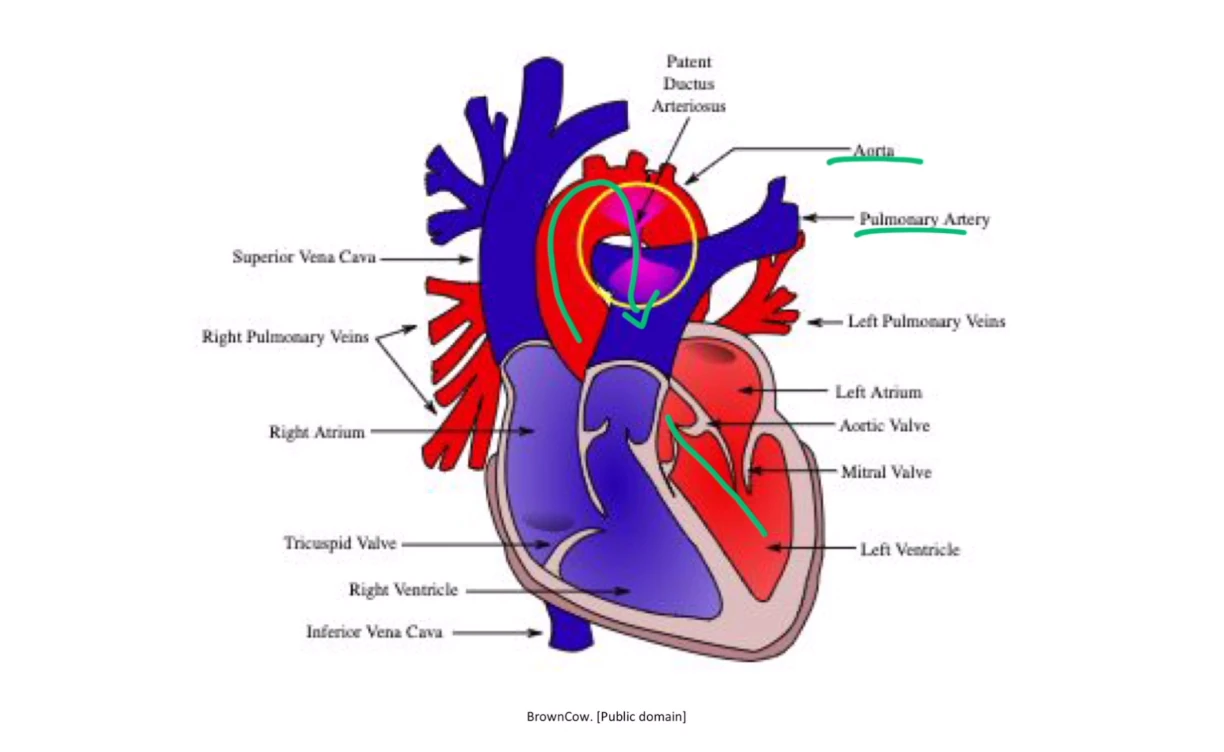 Patent
Ductus
Arteriosus
Aorta
Pulmonary Artery
Superior Vena Cava
Right Pulmonary Veins
Left Pulmonary Veins
Left Atrium
Right Atrium
Aortic Valve
Mitral Valve
Tricuspid Valve
Left Ventricle
Right Ventricle
Inferior Vena Cava
BrownCow. [Public domain]